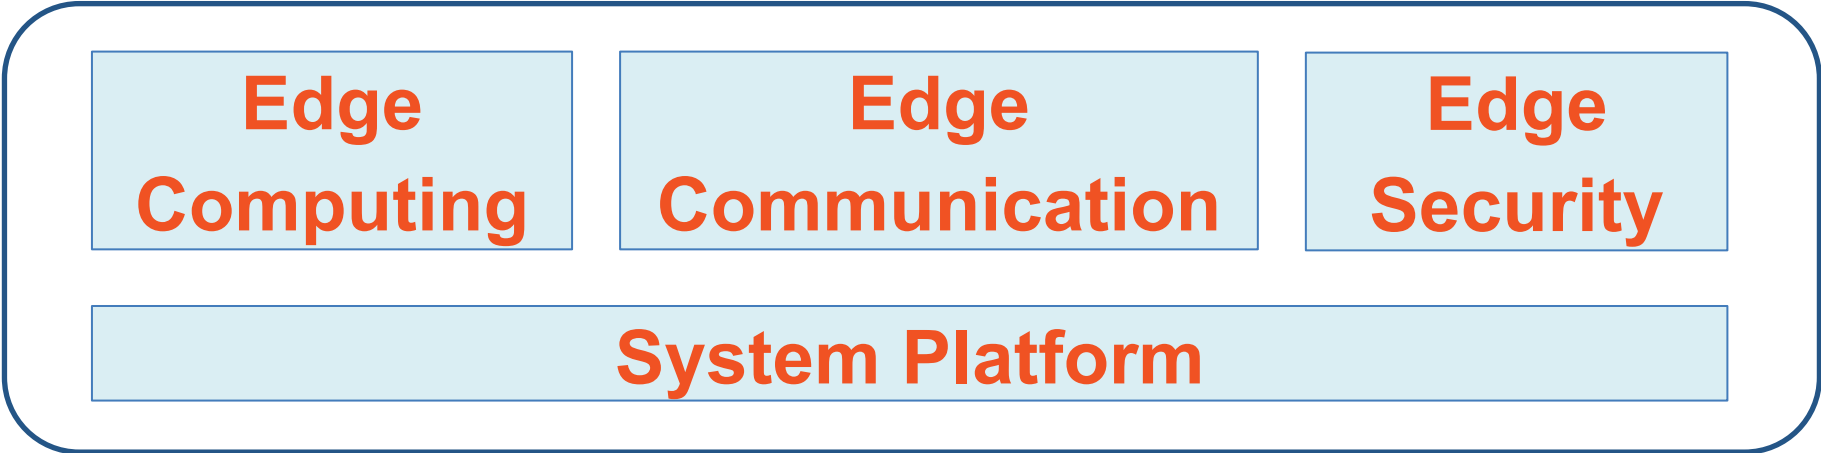 Edge
Computing
Edge
Communication
Edge
Security
System Platform